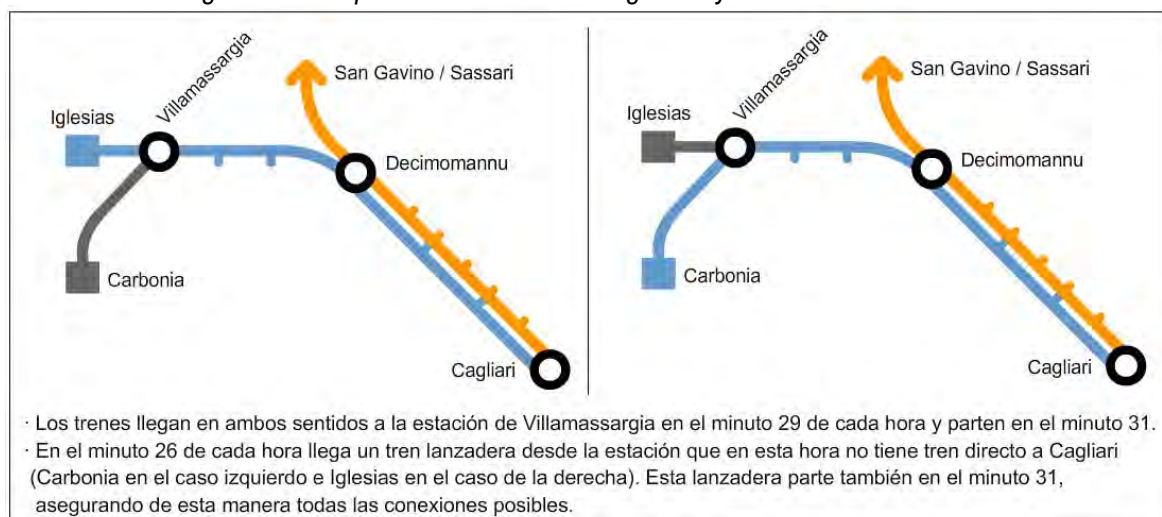 San Gavino / Sassari
Villamassargia
Iglesias
Decimomannu
Carbonia
Cagliari
San Gavino / Sassari
Villamassargia
Iglesias
Decimomannu
Carbonia
Cagliari
· Los trenes llegan en ambos sentidos a la estación de Villamassargia en el minuto 29 de cada hora y parten en el minuto 31.
· En el minuto 26 de cada hora llega un tren lanzadera desde la estación que en esta hora no tiene tren directo a Cagliari
(Carbonia en el caso izquierdo e Iglesias en el caso de la derecha). Esta lanzadera parte también en el minuto 31,
asegurando de esta manera todas las conexiones posibles.